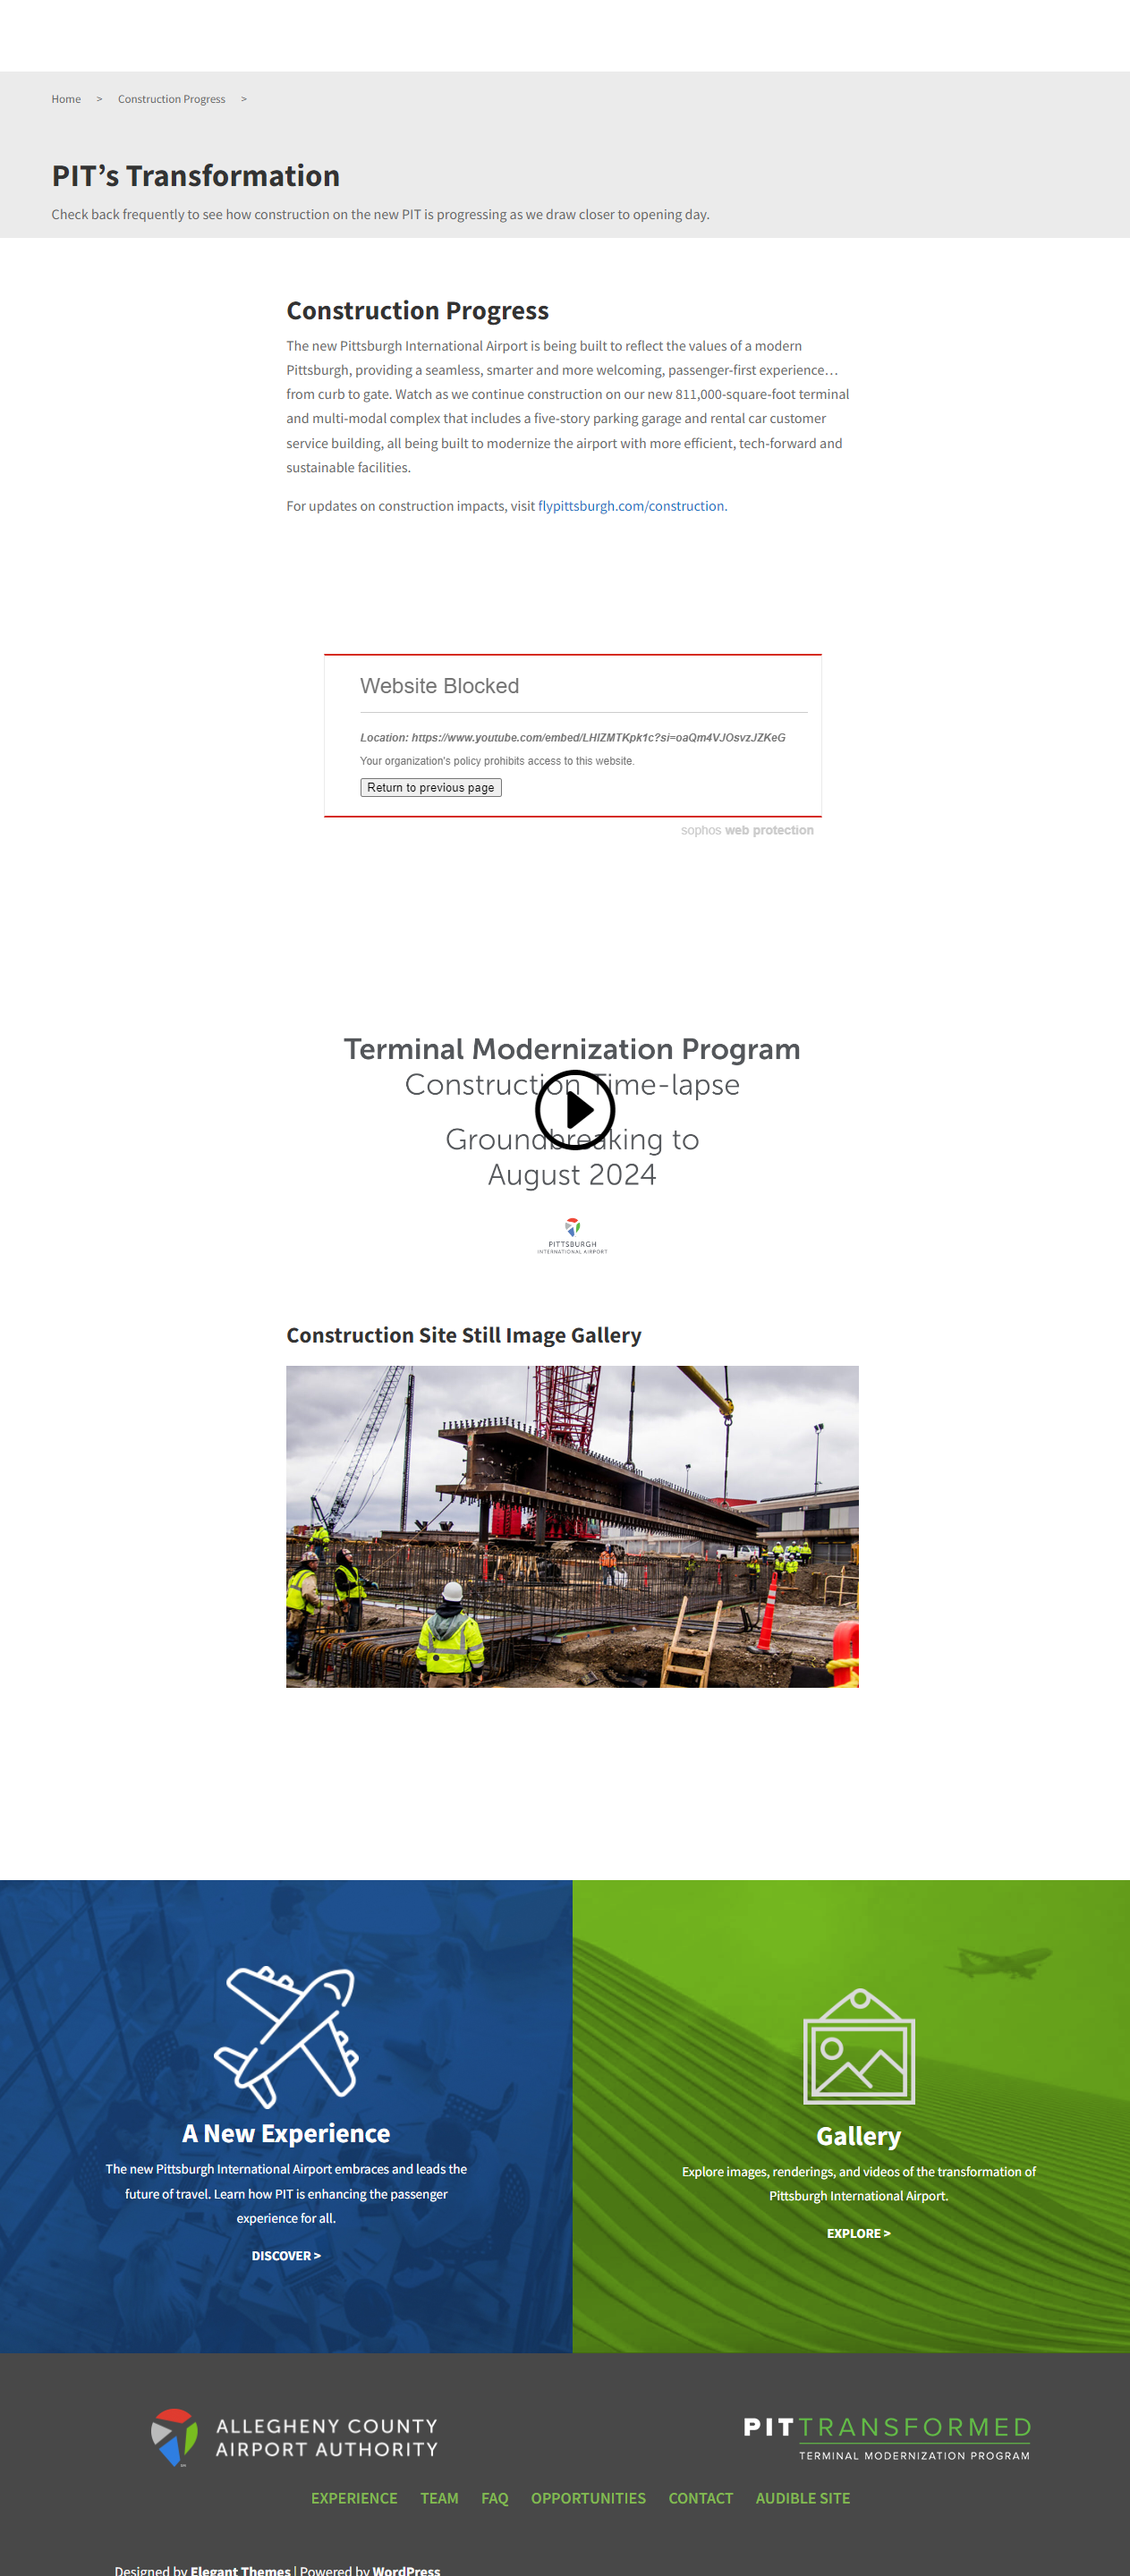 Home > Construction Progress >
PIT’s Transformation
Check back frequently to see how construction on the new PIT is progressing as we draw closer to opening day.
Construction Progress
The new Pittsburgh International Airport is being built to reflect the values of a modern
Pittsburgh, providing a seamless, smarter and more welcoming, passenger-first experience…
from curb to gate. Watch as we continue construction on our new 811,000-square-foot terminal
and multi-modal complex that includes a five-story parking garage and rental car customer
service building, all being built to modernize the airport with more efficient, tech-forward and
sustainable facilities.
For updates on construction impacts, visit flypittsburgh.com/construction.
Website Blocked
Location: https://www.youtube.com/embed/LHIZMTKpk1c?si=oaQm4VJOsvzJZKeG
Your organization's policy prohibits access to this website.
Return to previous page
sophos web protection
Terminal Modernization Program
Construction Time-lapse
Groundbreaking to
August 2024
PITTSBURGH
INTERNATIONAL AIRPORT
Construction Site Still Image Gallery
A New Experience
The new Pittsburgh International Airport embraces and leads the
future of travel. Learn how PIT is enhancing the passenger
experience for all.
DISCOVER >
Gallery
Explore images, renderings, and videos of the transformation of
Pittsburgh International Airport.
EXPLORE >
ALLEGHENY COUNTY
AIRPORT AUTHORITY
PITTRANSFORMED
TERMINAL MODERNIZATION PROGRAM
EXPERIENCE TEAM FAQ OPPORTUNITIES CONTACT AUDIBLE SITE
Designed by Elegant Themes | Powered by WordPress